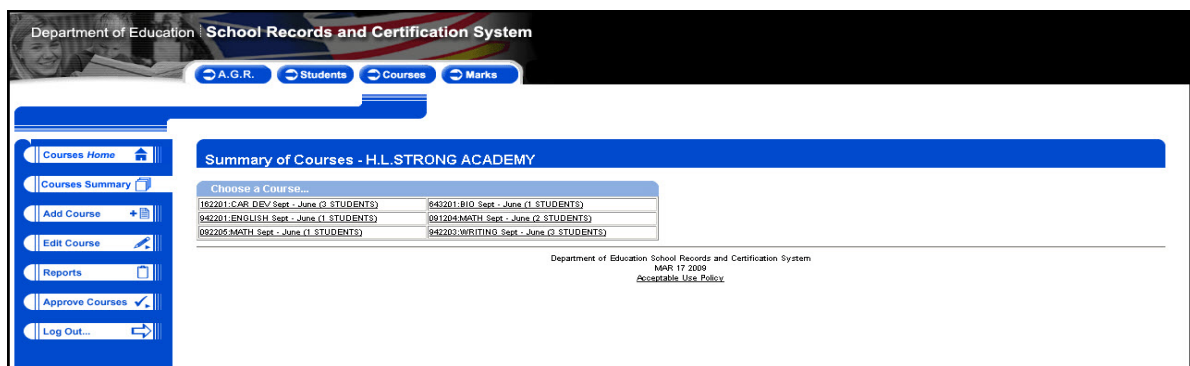 Department of Education School Records and Certification System
A.G.R. Students Courses Marks
Courses Home
Courses Summary
Add Course
Edit Course
Reports
Approve Courses
Log Out...
Summary of Courses - H.L.STRONG ACADEMY
Choose a Course...
162201:CAR DEV Sept - June (3 STUDENTS) 643201:BIO Sept - June (1 STUDENTS)
942201:ENGLISH Sept - June (1 STUDENTS) 091204:MATH Sept - June (2 STUDENTS)
092205:MATH Sept - June (1 STUDENTS) 942203:WRITING Sept - June (3 STUDENTS)
Department of Education School Records and Certification System
MAR 17 2009
Acceptable Use Policy